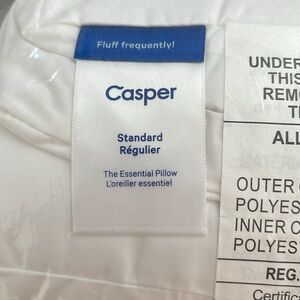 Fluff frequently!
Casper
Standard
Régulier
The Essential Pillow
L'oreiller essentiel
UNDER
THIS
REMO
ALL
OUTER
POLYES
INNER C
POLYES
REG.
Certific